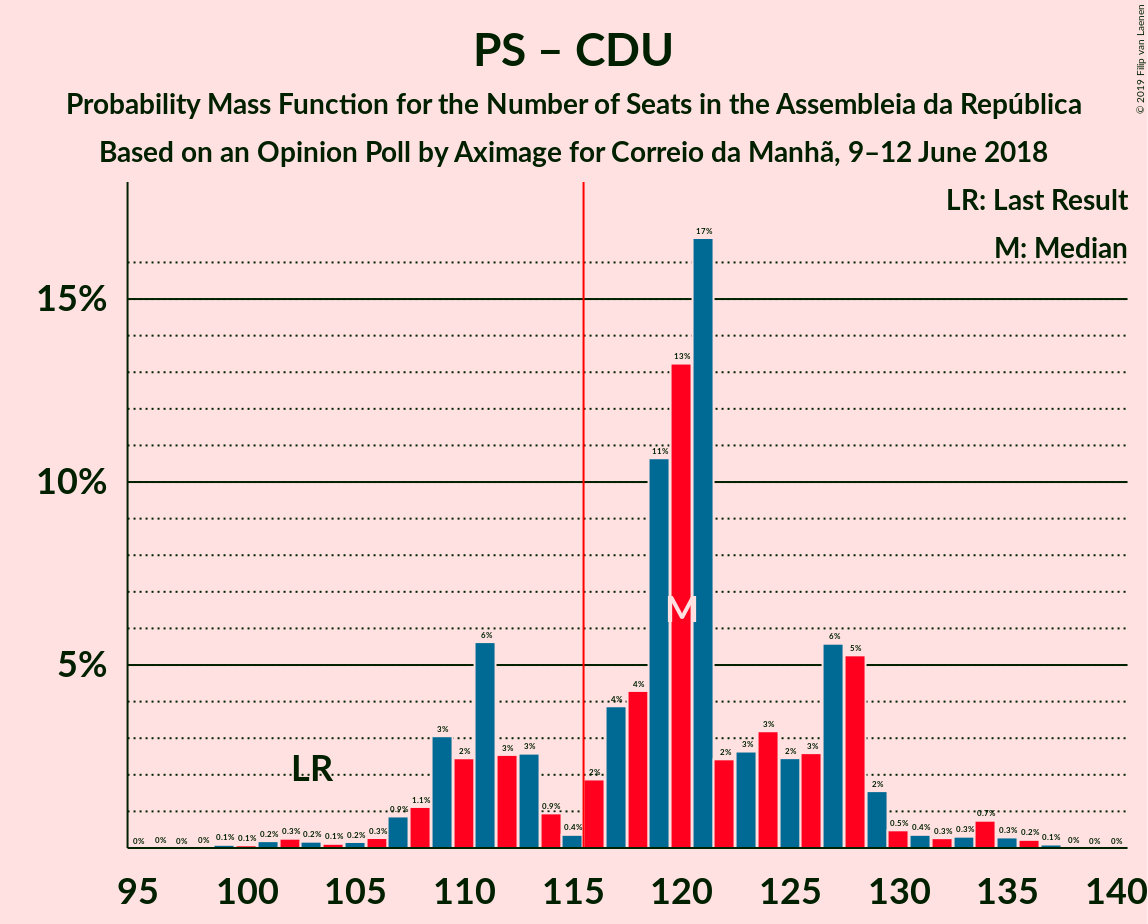 PS – CDU
Probability Mass Function for the Number of Seats in the Assembleia da República
Based on an Opinion Poll by Aximage for Correio da Manhã, 9–12 June 2018
© 2019 Filip van Laenen
LR: Last Result
M: Median
15%
10%
5%
LR
M
0% 0% 0% 0% 0.1% 0.1% 0.2% 0.3% 0.2% 0.1% 0.2% 0.3% 0.9% 1.1% 3% 2% 6% 3% 3% 0.9% 0.4% 2% 4% 4% 11% 13% 17% 2% 3% 3% 2% 3% 6% 5% 2% 0.5% 0.4% 0.3% 0.3% 0.7% 0.3% 0.2% 0.1% 0% 0% 0%
95 100 105 110 115 120 125 130 135 140